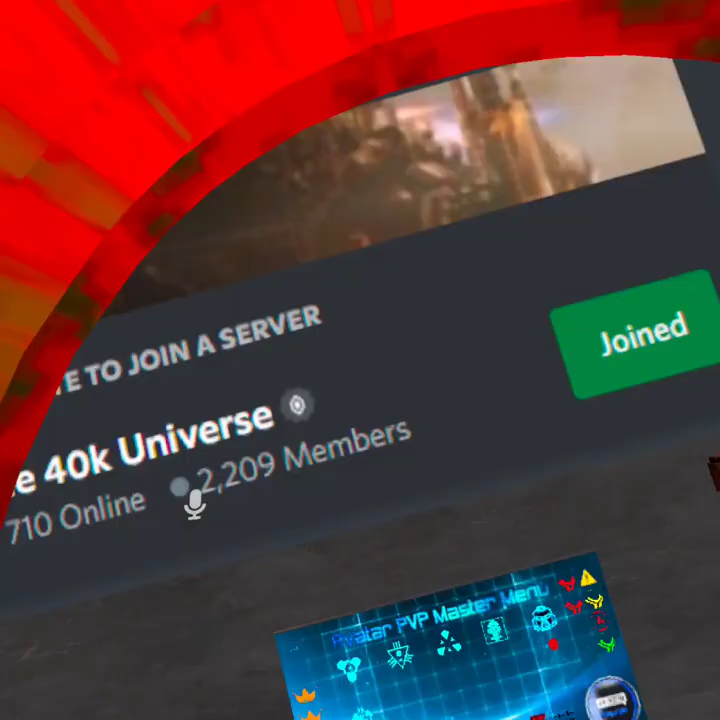 TE TO JOIN A SERVER
Joined
e 40k Universe
710 Online 2,209 Members
Avatar PVP Master Menu